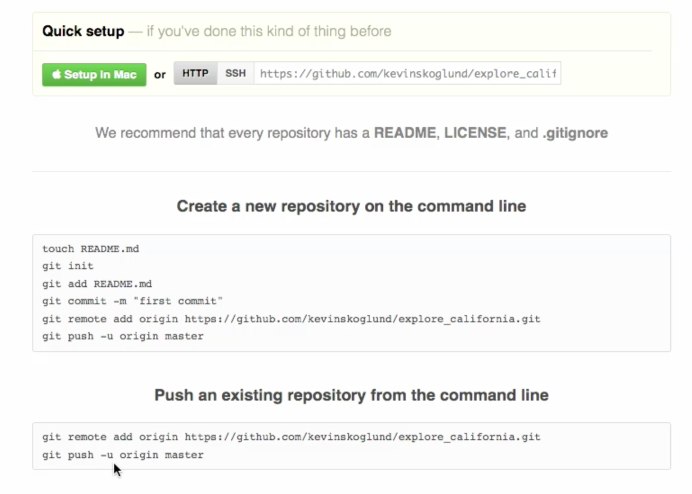 Quick setup — if you've done this kind of thing before
Setup in Mac or HTTP SSH https://github.com/kevinskoglund/explore_calif
We recommend that every repository has a README, LICENSE, and .gitignore
Create a new repository on the command line
touch README.md
git init
git add README.md
git commit -m "first commit"
git remote add origin https://github.com/kevinskoglund/explore_california.git
git push -u origin master
Push an existing repository from the command line
git remote add origin https://github.com/kevinskoglund/explore_california.git
git push -u origin master